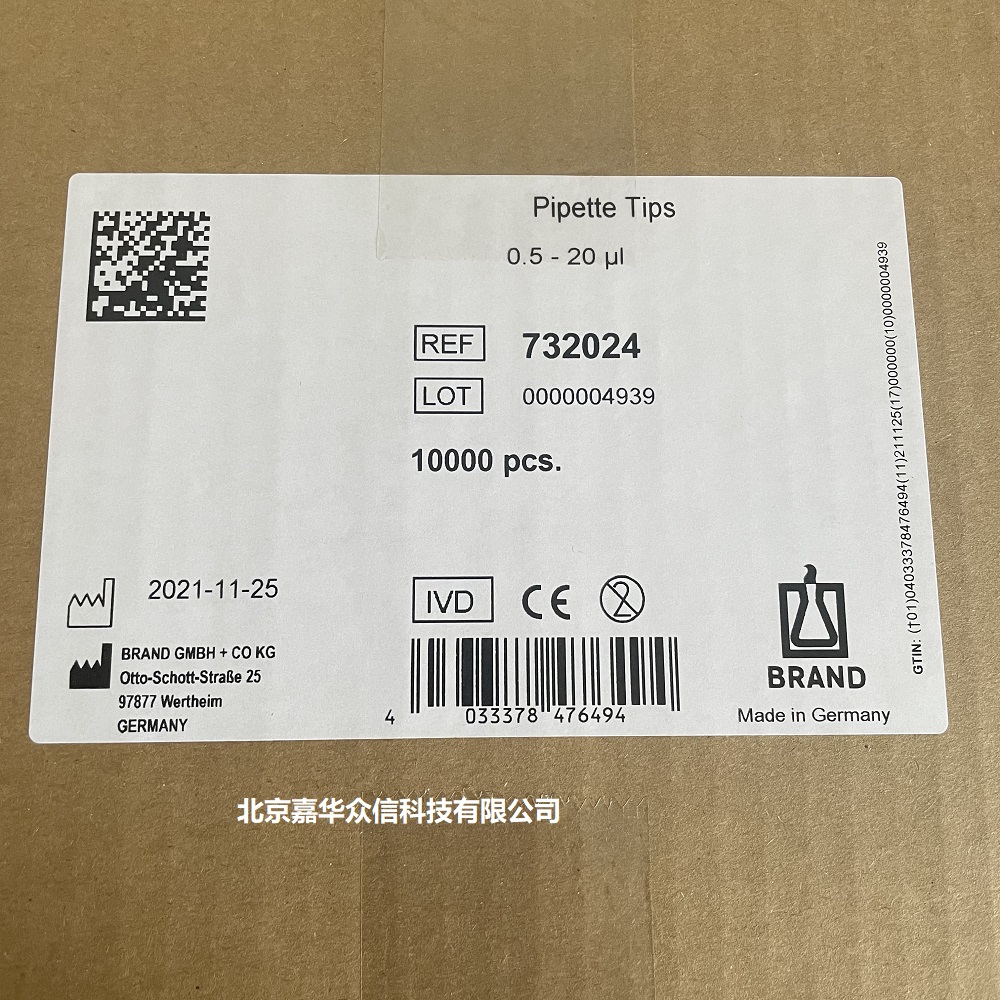 Pipette Tips
0.5 - 20 µl
REF 732024
LOT 0000004939
10000 pcs.
2021-11-25
BRAND GMBH + CO KG
Otto-Schott-Straße 25
97877 Wertheim
GERMANY
IVD CE 2
4 033378 476494
BRAND
Made in Germany
GTIN: (†01)04033378476494(11)211125(17)000000(10)0000004939
北京嘉华众信科技有限公司